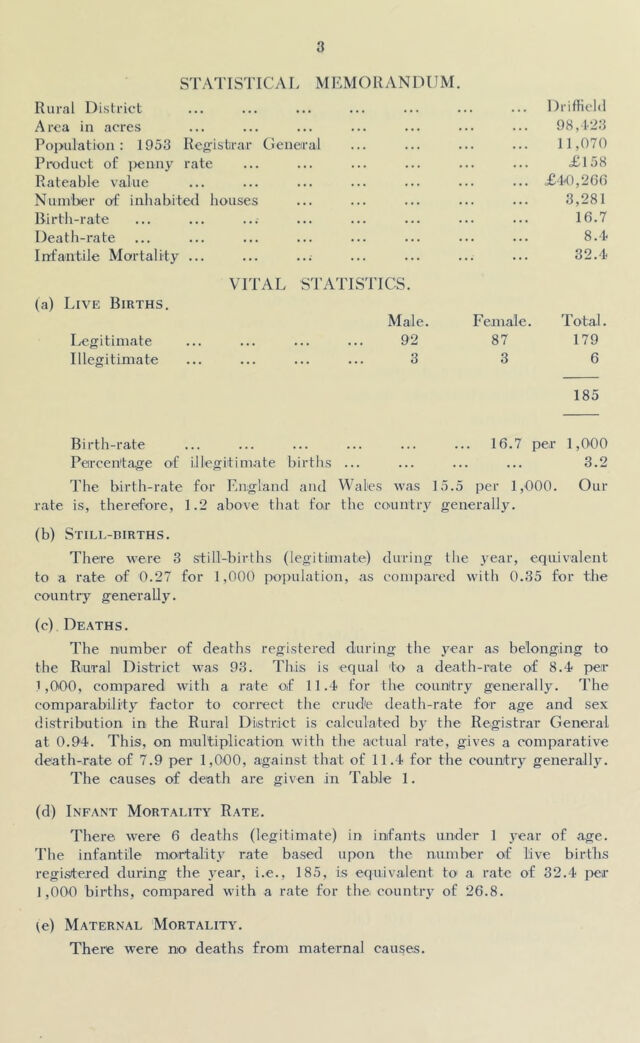 3
STATISTICAL MEMORANDUM.
Rural District ... ... ... ... ... ... ... Driffield
Area in acres ... ... ... ... ... ... ... 98,423
Population : 1953 Registrar General ... ... ... ... 11,070
Product of penny rate ... ... ... ... ... ... £158
Rateable value ... ... ... ... ... ... ... £40,266
Number of inhabited houses ... ... ... ... ... 3,281
Birth-rate ... ... ... ... ... ... ... ... 16.7
Death-rate ... ... ... ... ... ... ... ... 8.4
Infantile Mortality ... ... ... ... ... ... ... 32.4
VITAL STATISTICS.
(a) LIVE BIRTHS.
Male. Female. Total.
Legitimate ... ... ... ... 92 87 179
Illegitimate ... ... ... ... 3 3 6
185
Birth-rate ... ... ... ... ... ... 16.7 per 1,000
Percentage of illegitimate births ... ... ... ... 3.2
The birth-rate for England and Wales was 15.5 per 1,000. Our
rate is, therefore, 1.2 above that for the country generally.
(b) STILL-BIRTHS.
There were 3 still-births (legitimate) during the year, equivalent
to a rate of 0.27 for 1,000 population, as compared with 0.35 for the
country generally.
(c). DEATHS.
The number of deaths registered during the year as belonging to
the Rural District was 93. This is equal to a death-rate of 8.4 per
1,000, compared with a rate of 11.4 for the country generally. The
comparability factor to correct the crude death-rate for age and sex
distribution in the Rural District is calculated by the Registrar General
at 0.94. This, on multiplication with the actual rate, gives a comparative
death-rate of 7.9 per 1,000, against that of 11.4 for the country generally.
The causes of death are given in Table 1.
(d) INFANT MORTALITY RATE.
There were 6 deaths (legitimate) in infants under 1 year of age.
The infantile mortality rate based upon the number of live births
registered during the year, i.e., 185, is equivalent to a rate of 32.4 per
1,000 births, compared with a rate for the country of 26.8.
(e) MATERNAL MORTALITY.
There were no deaths from maternal causes.